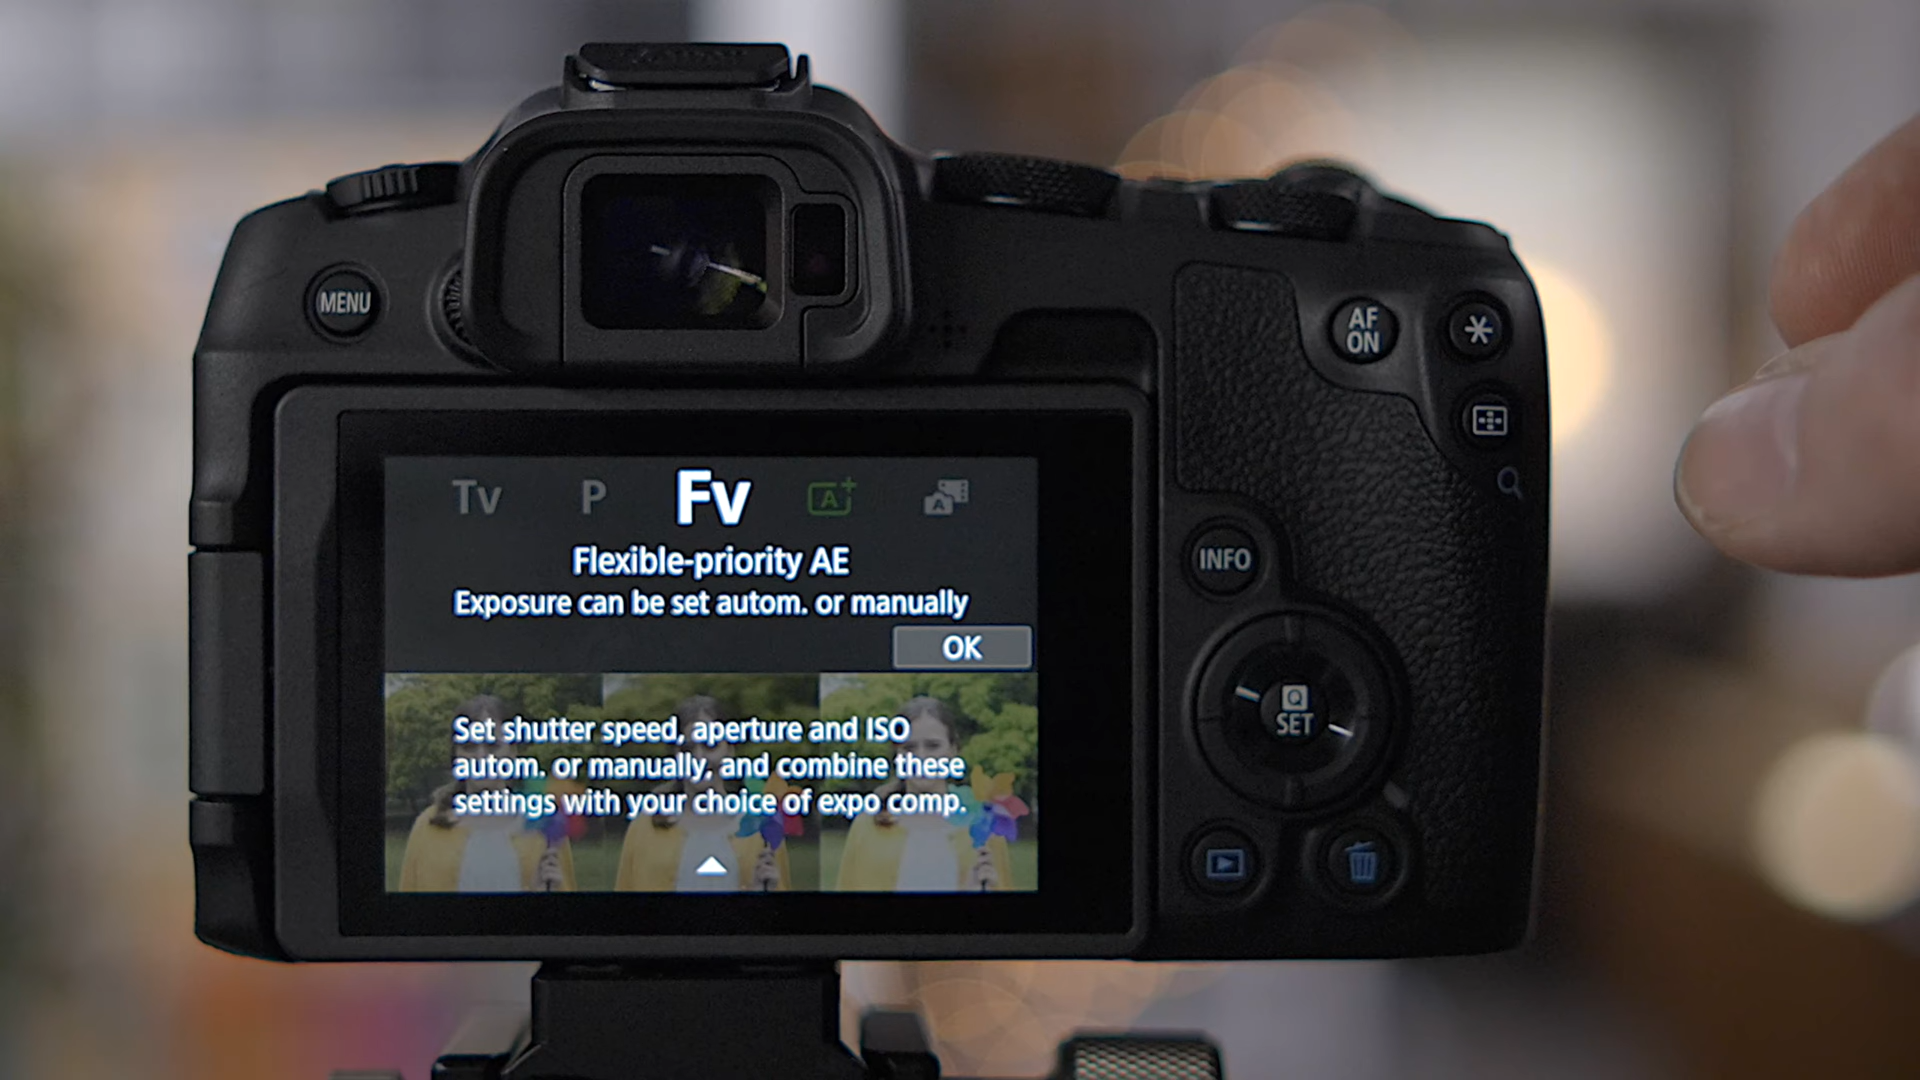 MENU
AF
ON
Tv P Fv A+ A
Flexible-priority AE
Exposure can be set autom. or manually
OK
Set shutter speed, aperture and ISO
autom. or manually, and combine these
settings with your choice of expo comp.
INFO
Q
SET